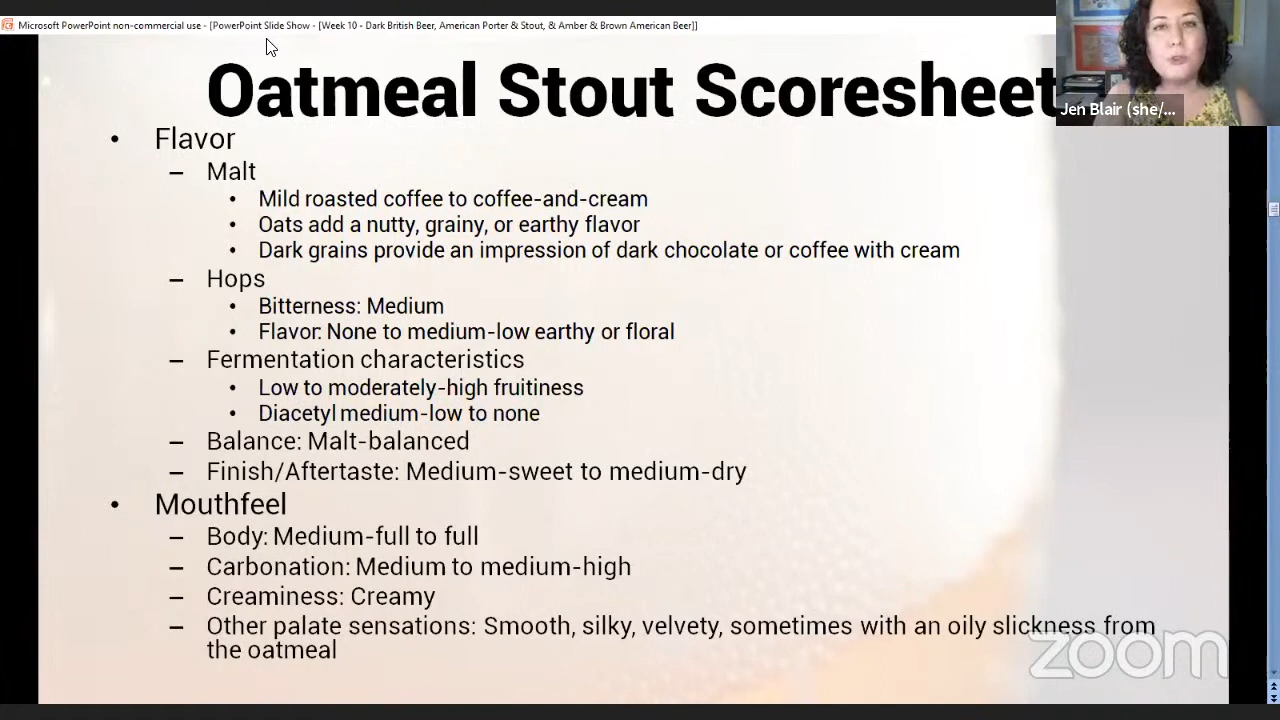 Microsoft PowerPoint non-commercial use - [PowerPoint Slide Show - [Week 10 - Dark British Beer, American Porter & Stout, & Amber & Brown American Beer]]
Oatmeal Stout Scoresheet
Jen Blair (she/...
• Flavor
– Malt
• Mild roasted coffee to coffee-and-cream
• Oats add a nutty, grainy, or earthy flavor
• Dark grains provide an impression of dark chocolate or coffee with cream
– Hops
• Bitterness: Medium
• Flavor: None to medium-low earthy or floral
– Fermentation characteristics
• Low to moderately-high fruitiness
• Diacetyl medium-low to none
– Balance: Malt-balanced
– Finish/Aftertaste: Medium-sweet to medium-dry
• Mouthfeel
– Body: Medium-full to full
– Carbonation: Medium to medium-high
– Creaminess: Creamy
– Other palate sensations: Smooth, silky, velvety, sometimes with an oily slickness from
the oatmeal
zoom